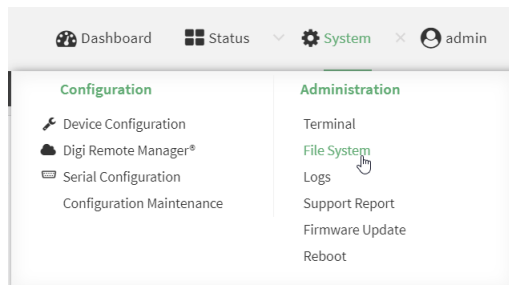 Dashboard Status System admin
Configuration
Device Configuration
Digi Remote Manager®
Serial Configuration
Configuration Maintenance
Administration
Terminal
File System
Logs
Support Report
Firmware Update
Reboot